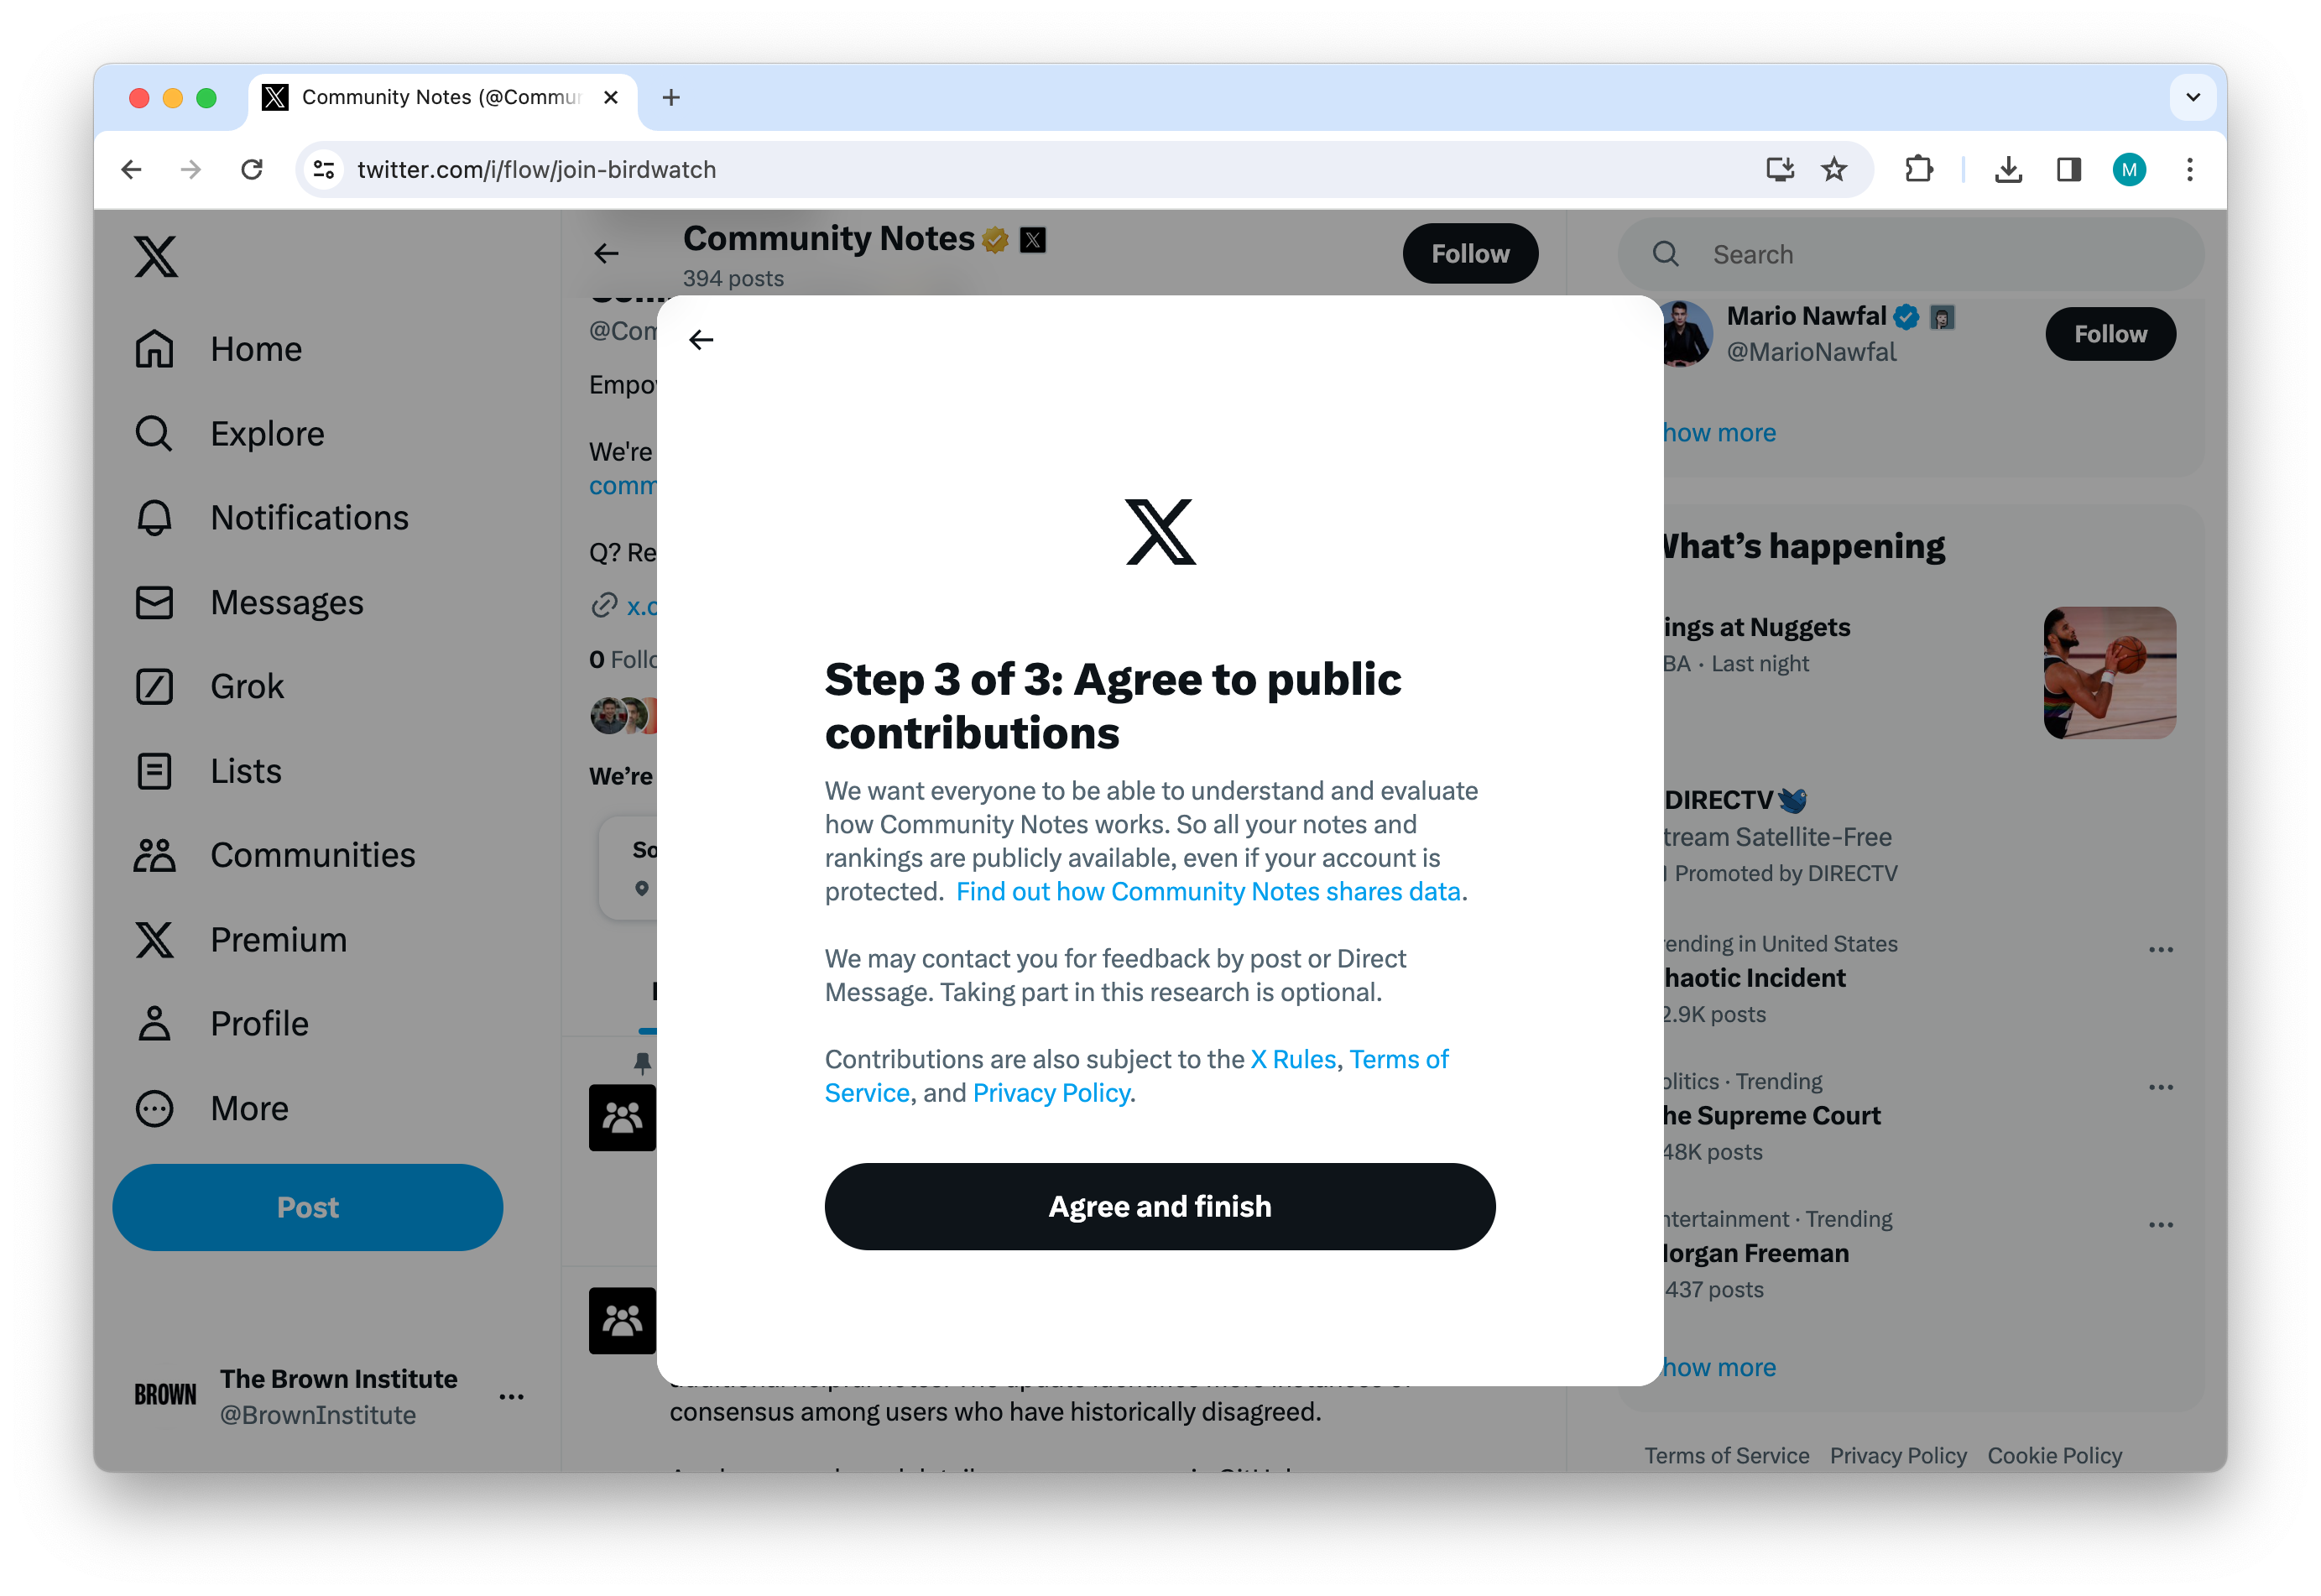 Community Notes (@Commun
twitter.com/i/flow/join-birdwatch
M
Home
Explore
Notifications
Messages
Grok
Lists
Communities
Premium
Profile
More
Post
BROWN
The Brown Institute
@BrownInstitute
Community Notes
394 posts
Follow
@Com
Empo
We're
comm
Q? Re
x.c
0 Follo
We’re
So
Step 3 of 3: Agree to public
contributions
We want everyone to be able to understand and evaluate
how Community Notes works. So all your notes and
rankings are publicly available, even if your account is
protected. Find out how Community Notes shares data.
We may contact you for feedback by post or Direct
Message. Taking part in this research is optional.
Contributions are also subject to the X Rules, Terms of
Service, and Privacy Policy.
Agree and finish
consensus among users who have historically disagreed.
Search
Mario Nawfal
@MarioNawfal
Follow
how more
What’s happening
ings at Nuggets
BA · Last night
DIRECTV
tream Satellite-Free
Promoted by DIRECTV
rending in United States
haotic Incident
2.9K posts
olitics · Trending
he Supreme Court
48K posts
ntertainment · Trending
Morgan Freeman
437 posts
how more
Terms of Service Privacy Policy Cookie Policy